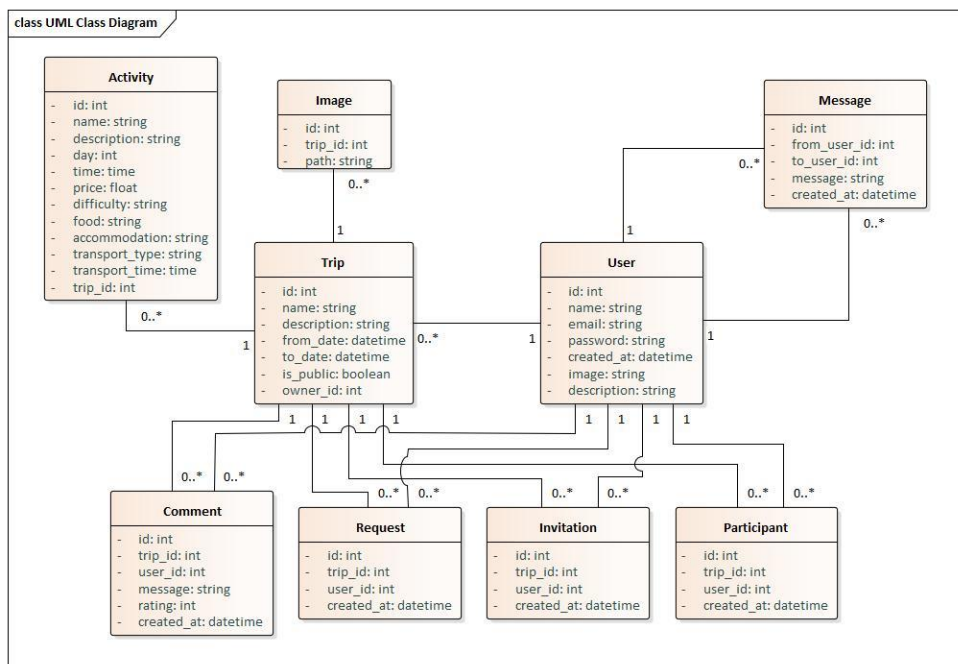 class UML Class Diagram
Activity
- id: int
- name: string
- description: string
- day: int
- time: time
- price: float
- difficulty: string
- food: string
- accommodation: string
- transport_type: string
- transport_time: time
- trip_id: int
Image
- id: int
- trip_id: int
- path: string
Message
- id: int
- from_user_id: int
- to_user_id: int
- message: string
- created_at: datetime
0..*
1
0..*
1
0..*
1
0..*
1
0..*
1
Trip
- id: int
- name: string
- description: string
- from_date: datetime
- to_date: datetime
- is_public: boolean
- owner_id: int
User
- id: int
- name: string
- email: string
- password: string
- created_at: datetime
- image: string
- description: string
1
1
1
1
1
1
1
1
0..*
0..*
0..*
0..*
0..*
0..*
0..*
0..*
Comment
- id: int
- trip_id: int
- user_id: int
- message: string
- rating: int
- created_at: datetime
Request
- id: int
- trip_id: int
- user_id: int
- created_at: datetime
Invitation
- id: int
- trip_id: int
- user_id: int
- created_at: datetime
Participant
- id: int
- trip_id: int
- user_id: int
- created_at: datetime